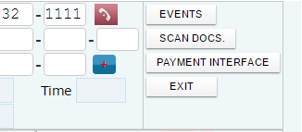 32 - 1111 EVENTS
- - SCAN DOCS.
- PAYMENT INTERFACE
Time EXIT